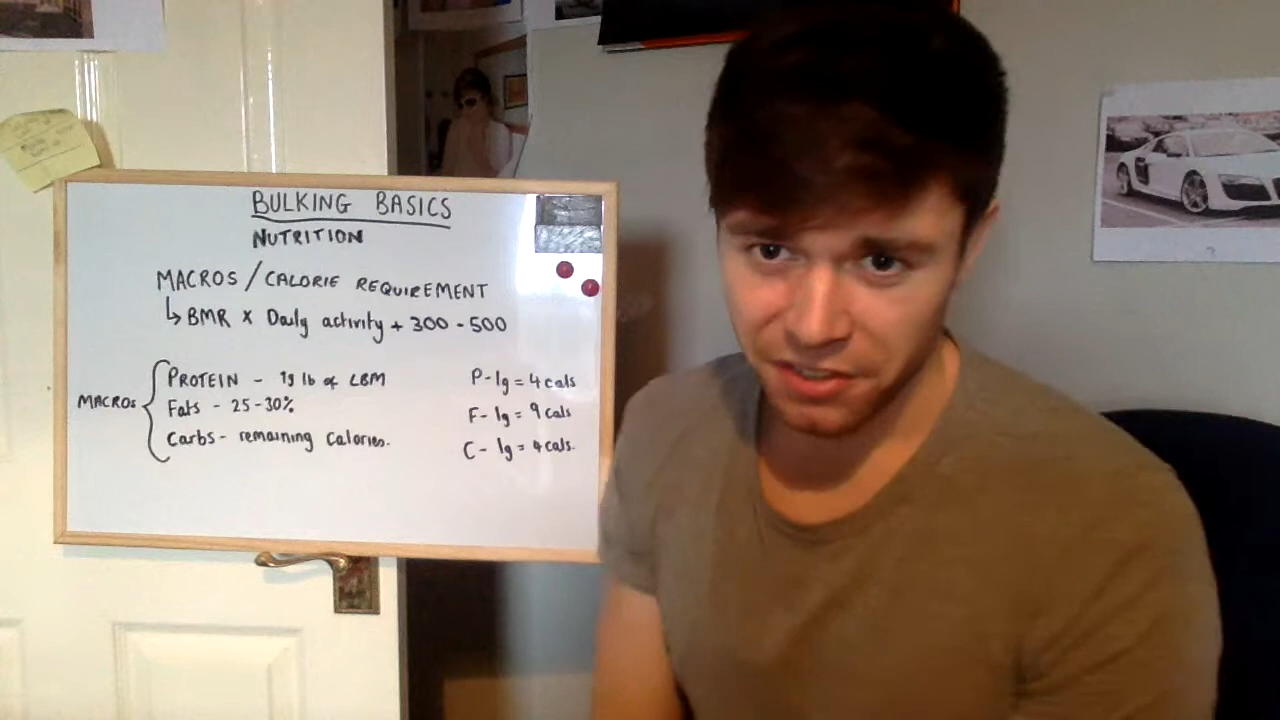 BULKING BASICS
NUTRITION
MACROS / CALORIE REQUIREMENT
↳ BMR x Daily activity + 300 - 500
MACROS
PROTEIN - 1g lb of LBM
Fats - 25-30%
Carbs - remaining Calories.
P - 1g = 4 cals
F - 1g = 9 cals
C - 1g = 4 cals.